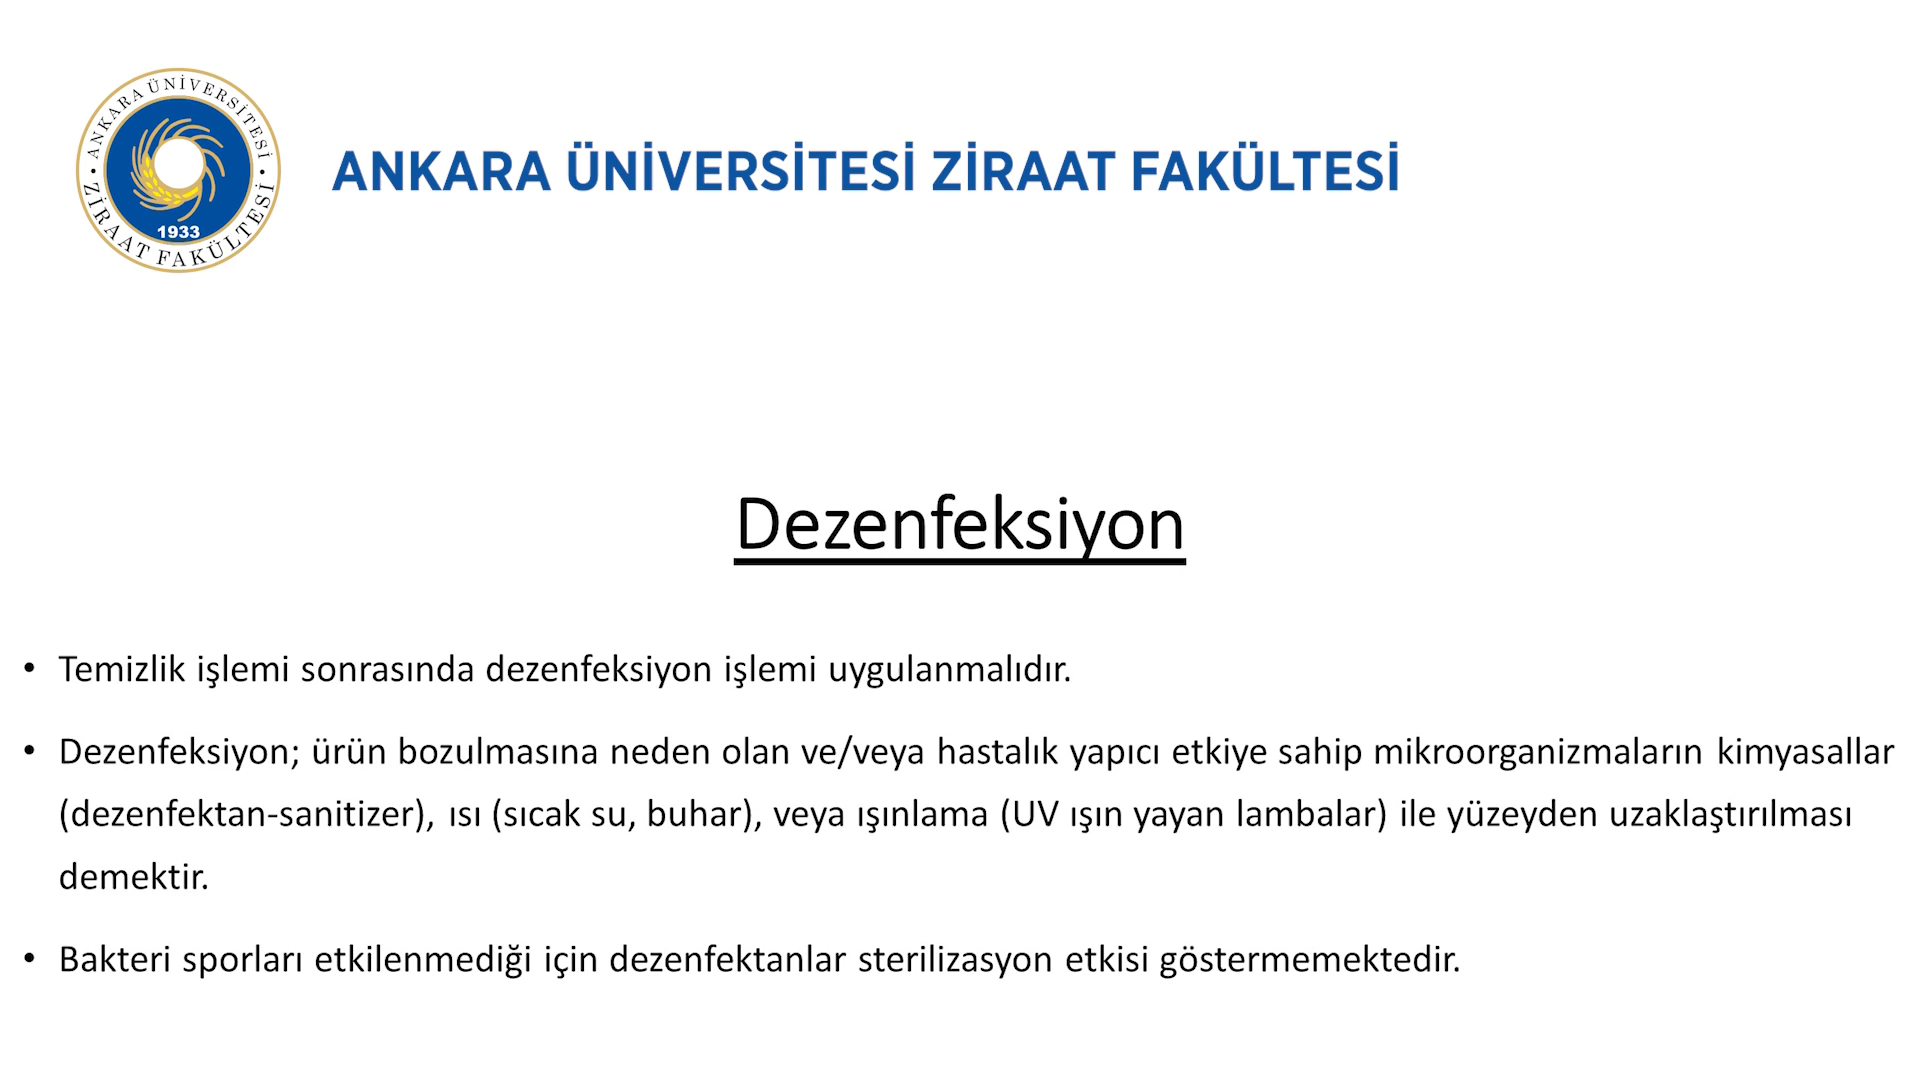 • ANKARA ÜNİVERSİTESİ •
ZİRAAT FAKÜLTESİ
1933
ANKARA ÜNİVERSİTESİ ZİRAAT FAKÜLTESİ
Dezenfeksiyon
• Temizlik işlemi sonrasında dezenfeksiyon işlemi uygulanmalıdır.
• Dezenfeksiyon; ürün bozulmasına neden olan ve/veya hastalık yapıcı etkiye sahip mikroorganizmaların kimyasallar
(dezenfektan-sanitizer), ısı (sıcak su, buhar), veya ışınlama (UV ışın yayan lambalar) ile yüzeyden uzaklaştırılması
demektir.
• Bakteri sporları etkilenmediği için dezenfektanlar sterilizasyon etkisi göstermemektedir.